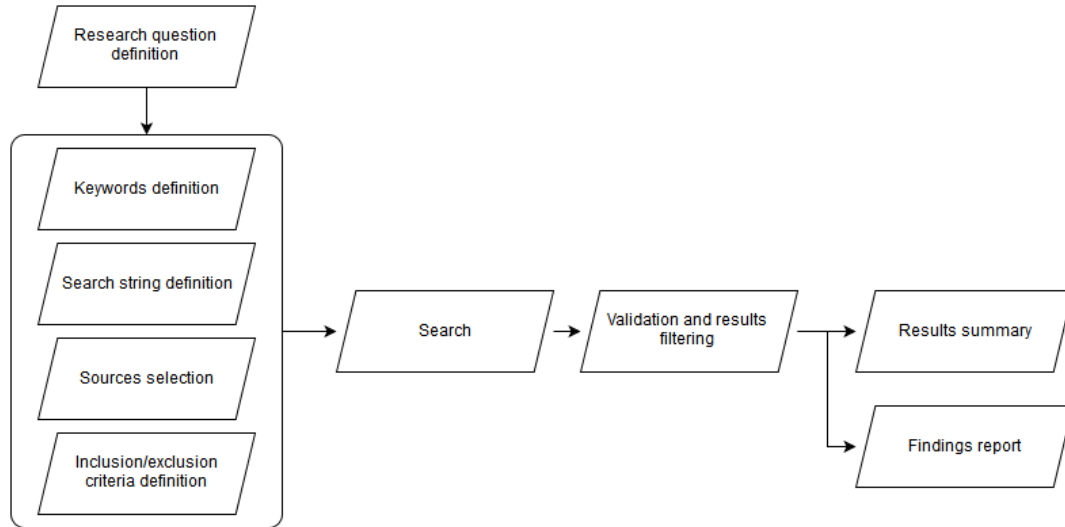 Research question
definition
Keywords definition
Search string definition
Sources selection
Inclusion/exclusion
criteria definition
Search
Validation and results
filtering
Results summary
Findings report